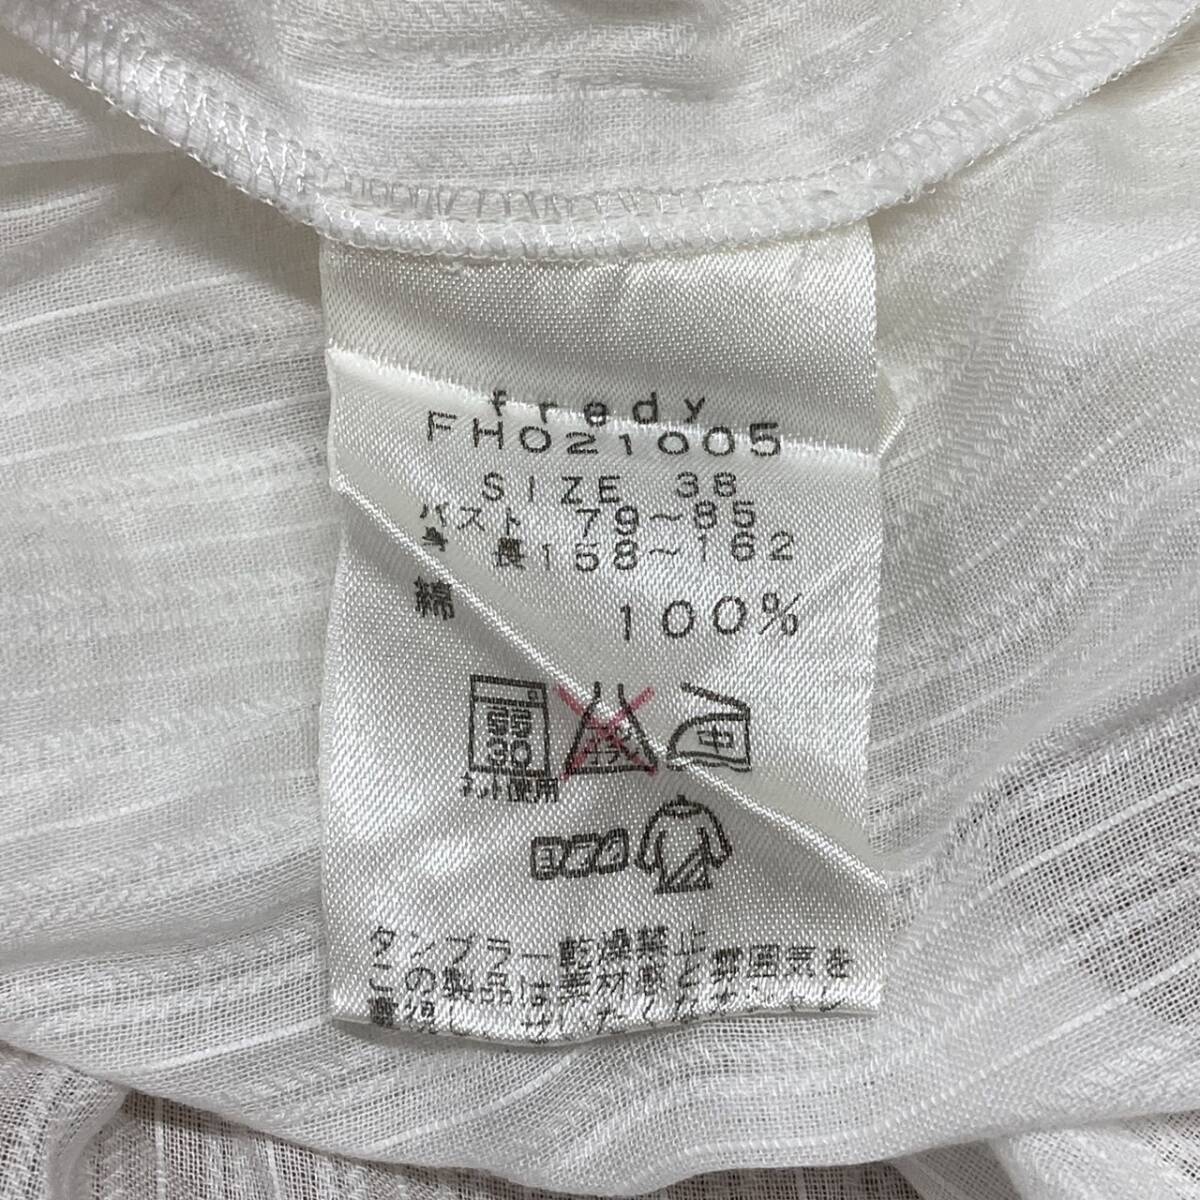 fredy
FH021005
SIZE 38
バスト 79~85
身 長158~162
綿 100%
30
中
ネット使用
タンブラー乾燥禁止
この製品は素材感と雰囲気を